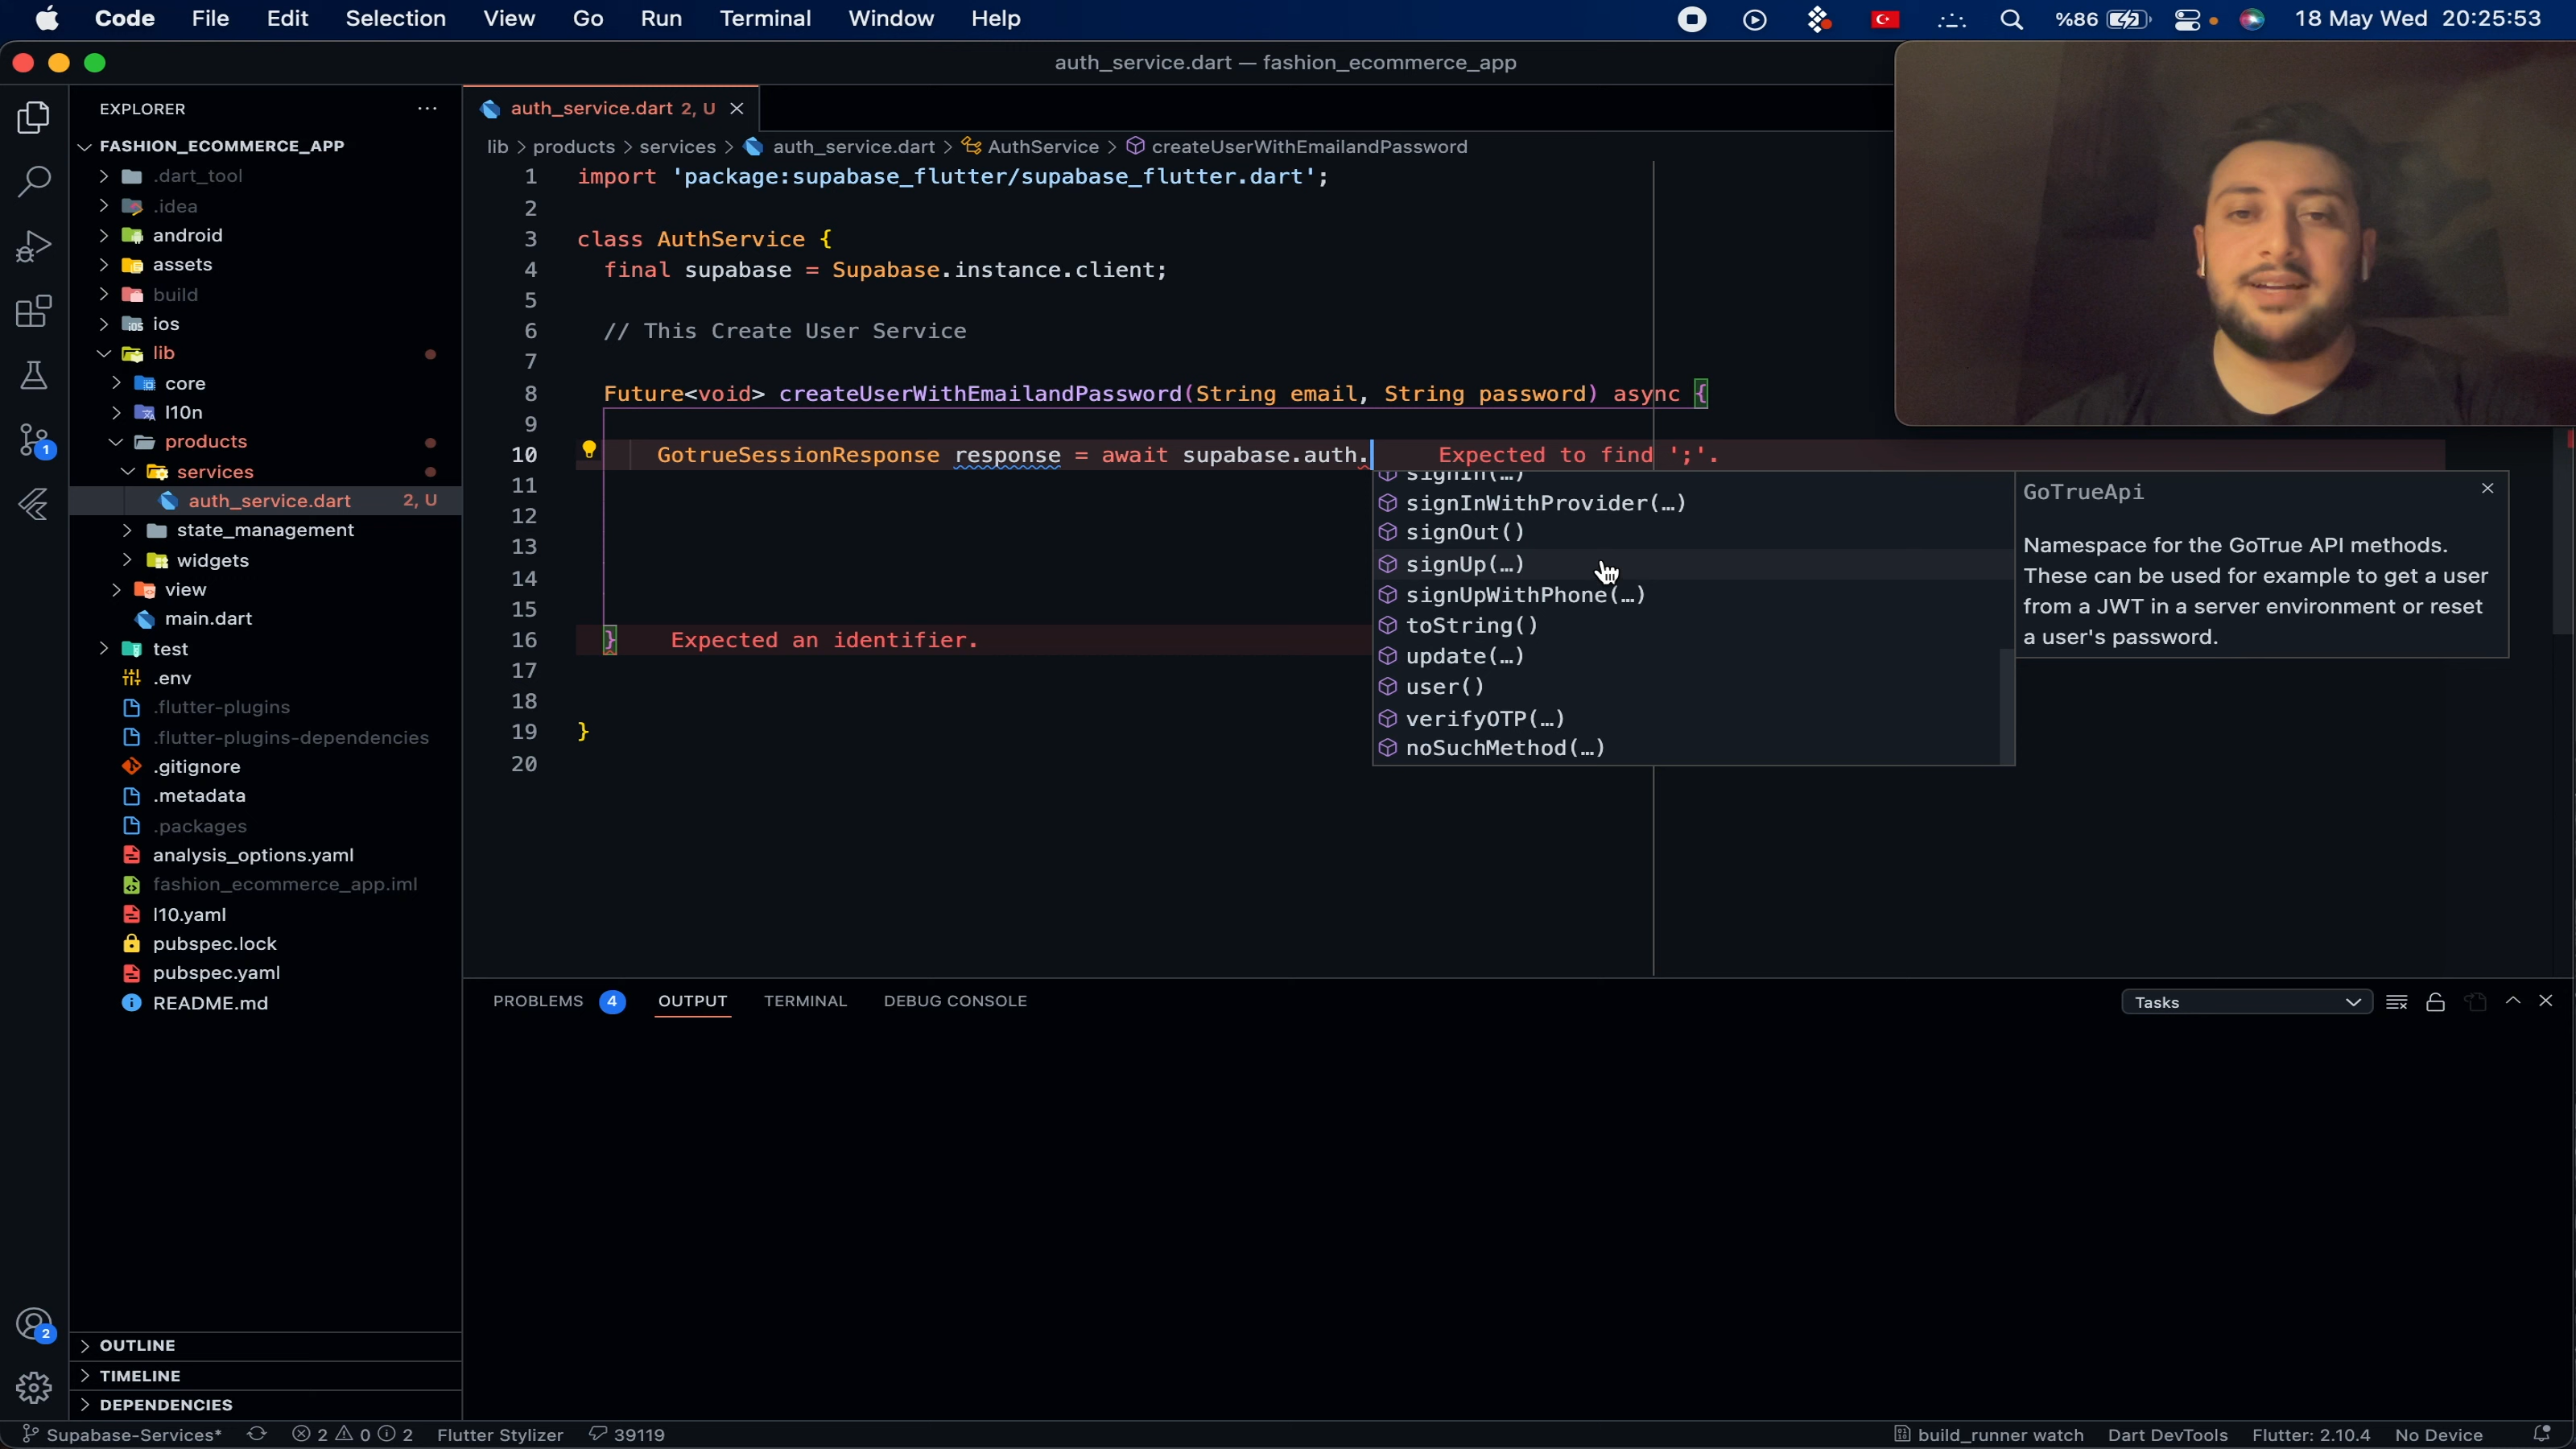 Code File Edit Selection View Go Run Terminal Window Help %86 18 May Wed 20:25:53
auth_service.dart — fashion_ecommerce_app
EXPLORER
FASHION_ECOMMERCE_APP
.dart_tool
.idea
android
assets
build
ios
lib
core
l10n
products
services
auth_service.dart 2, U
state_management
widgets
view
main.dart
test
.env
.flutter-plugins
.flutter-plugins-dependencies
.gitignore
.metadata
.packages
analysis_options.yaml
fashion_ecommerce_app.iml
l10.yaml
pubspec.lock
pubspec.yaml
README.md
OUTLINE
TIMELINE
DEPENDENCIES
auth_service.dart 2, U
lib > products > services > auth_service.dart > AuthService > createUserWithEmailandPassword
1 import 'package:supabase_flutter/supabase_flutter.dart';
2
3 class AuthService {
4 final supabase = Supabase.instance.client;
5
6 // This Create User Service
7
8 Future<void> createUserWithEmailandPassword(String email, String password) async {
9
10 GotrueSessionResponse response = await supabase.auth. Expected to find ';'.
11
12
13
14
15
16 } Expected an identifier.
17
18
19 }
20
signIn(…)
signInWithProvider(…)
signOut()
signUp(…)
signUpWithPhone(…)
toString()
update(…)
user()
verifyOTP(…)
noSuchMethod(…)
GoTrueApi
Namespace for the GoTrue API methods.
These can be used for example to get a user
from a JWT in a server environment or reset
a user's password.
PROBLEMS 4 OUTPUT TERMINAL DEBUG CONSOLE Tasks
1
2
Supabase-Services* 2 0 2 Flutter Stylizer 39119 build_runner watch Dart DevTools Flutter: 2.10.4 No Device